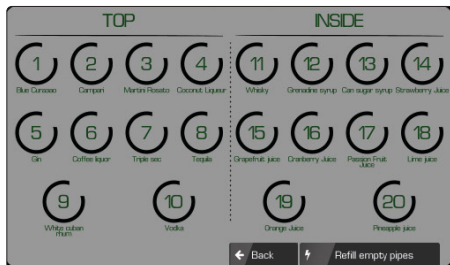 TOP
INSIDE
1
2
3
4
11
12
13
14
Blue Curasao
Campari
Martini Rosato
Coconut Liqueur
Whisky
Grenadine syrup
Can sugar syrup
Strawberry Juice
5
6
7
8
15
16
17
18
Gin
Coffee liquor
Triple sec
Tequila
Grapefruit juice
Cranberry Juice
Passion Fruit
Juice
Lime juice
9
10
19
20
White cuban
rhum
Vodka
Orange Juice
Pineapple juice
Back
Refill empty pipes